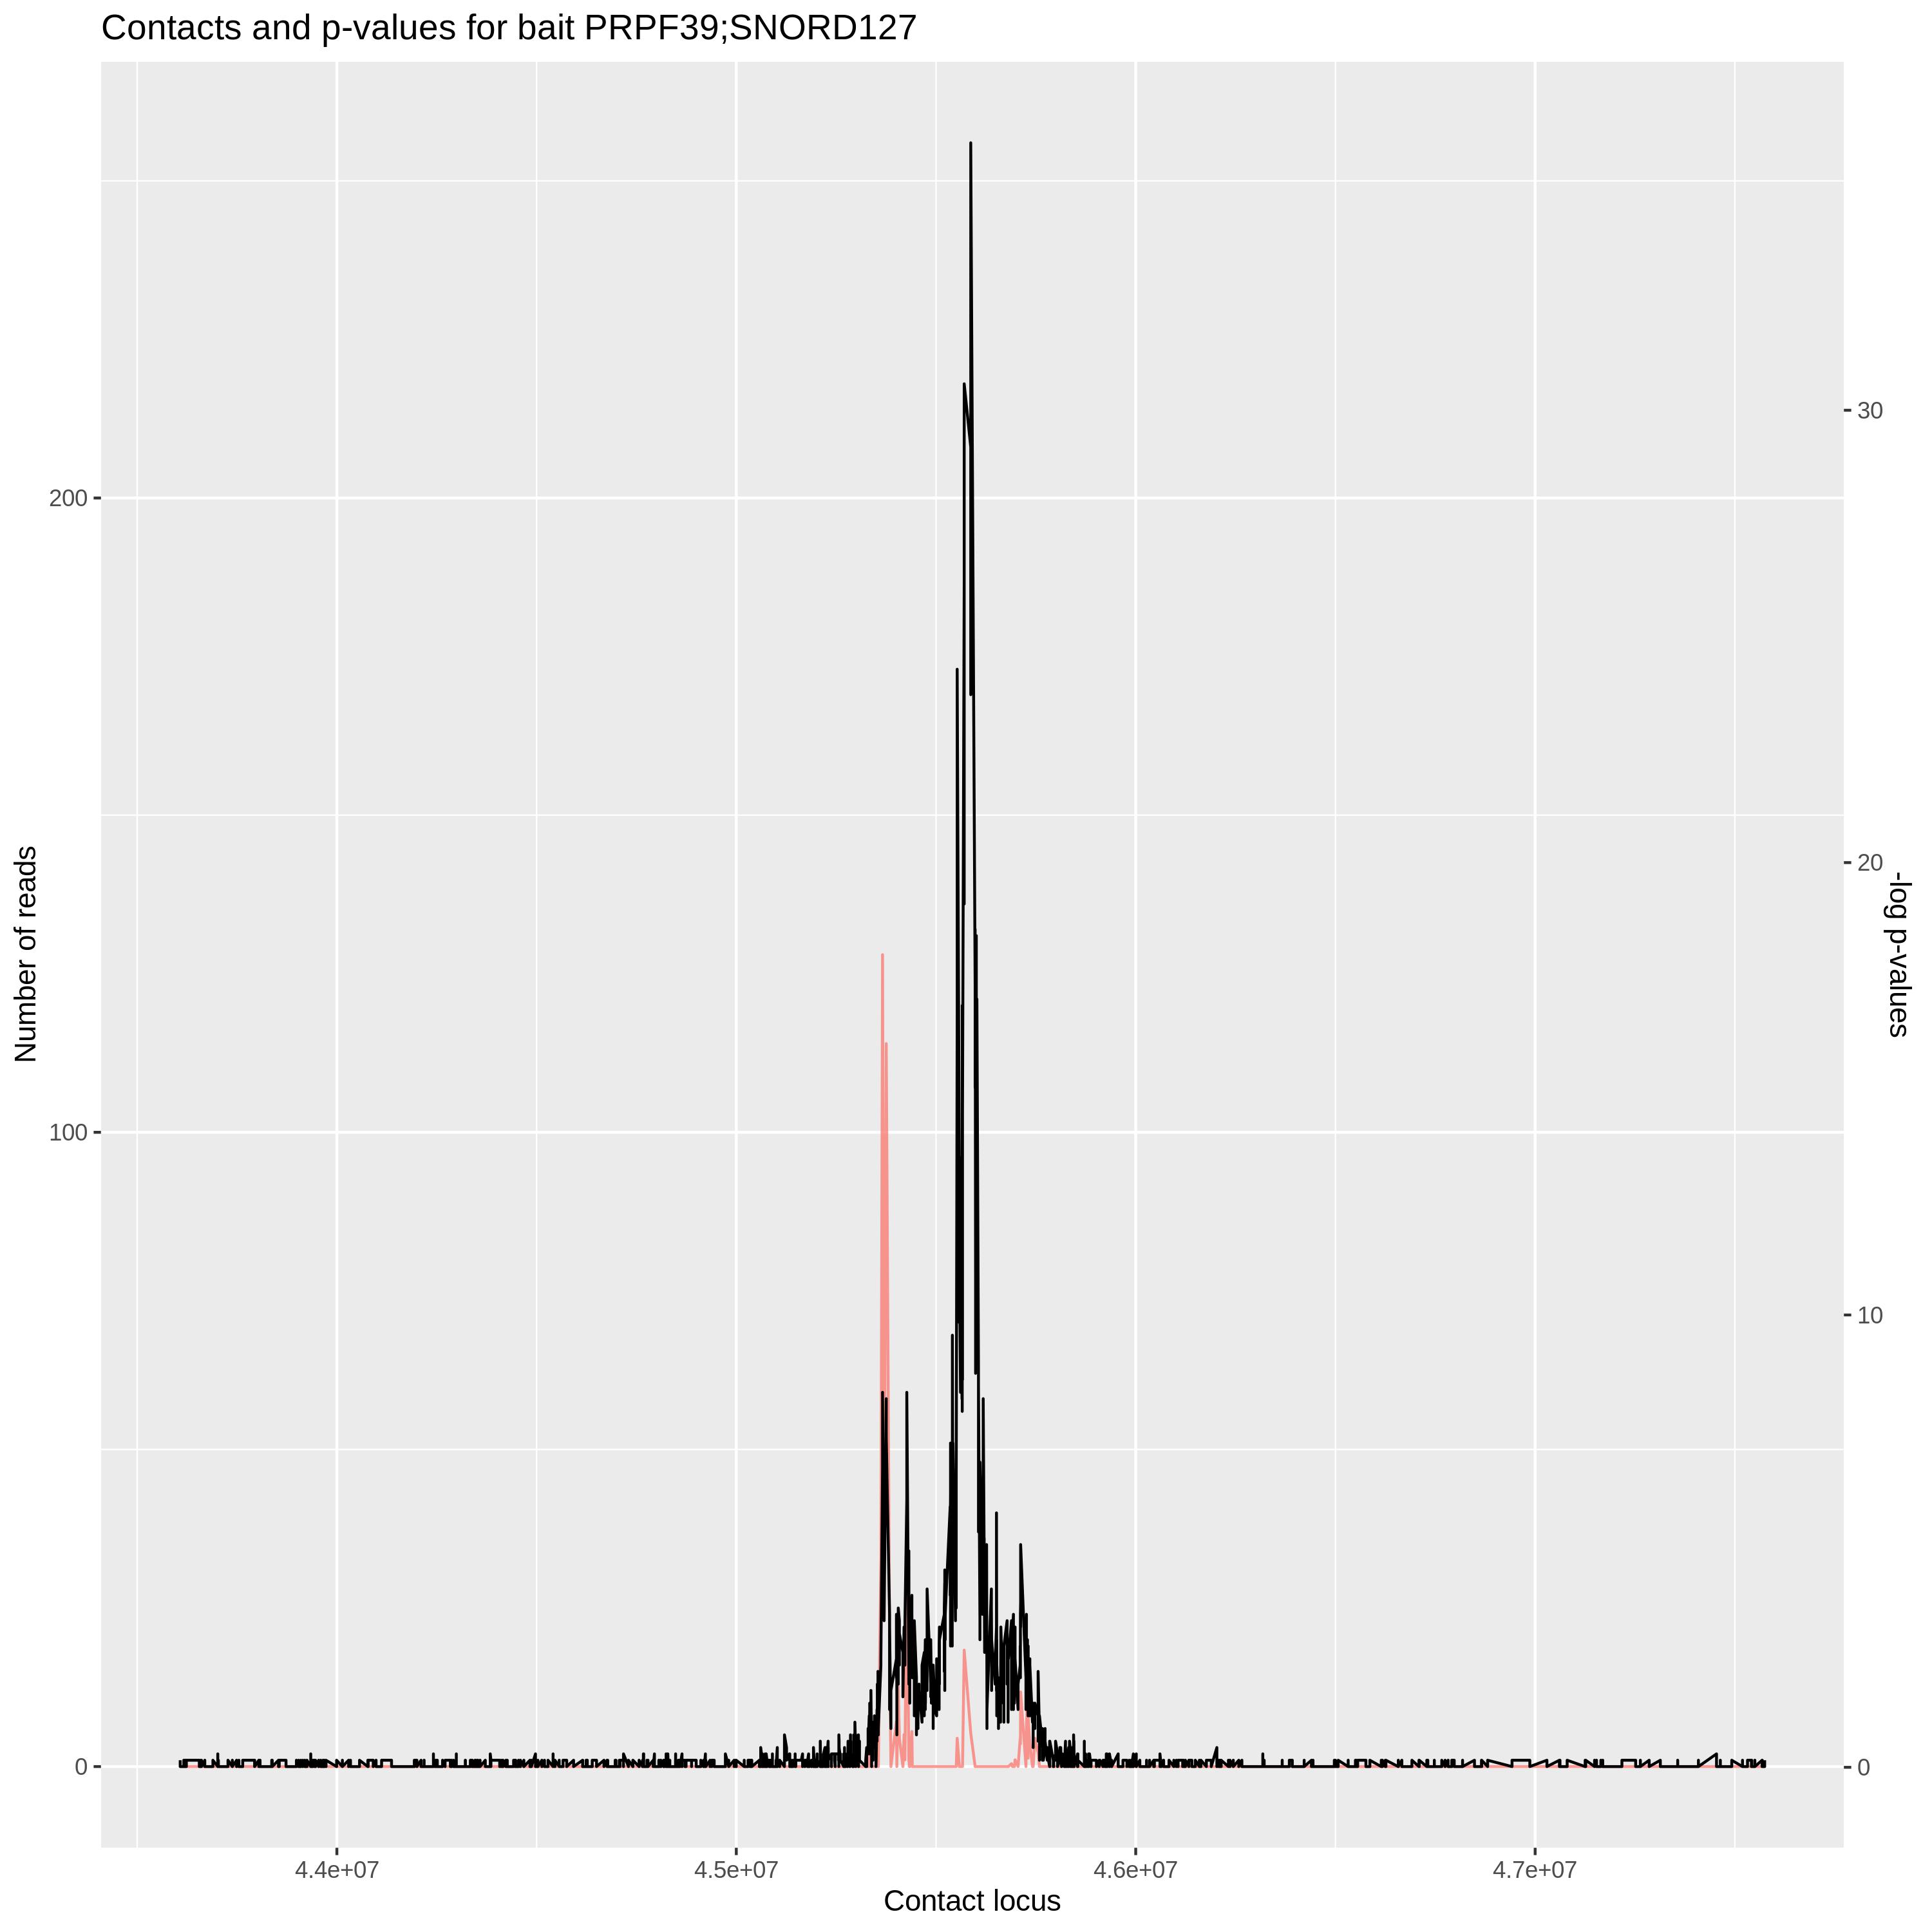 Contacts and p-values for bait PRPF39;SNORD127
Number of reads
200
100
0
30
20
10
0
-log p-values
4.4e+07
4.5e+07
4.6e+07
4.7e+07
Contact locus